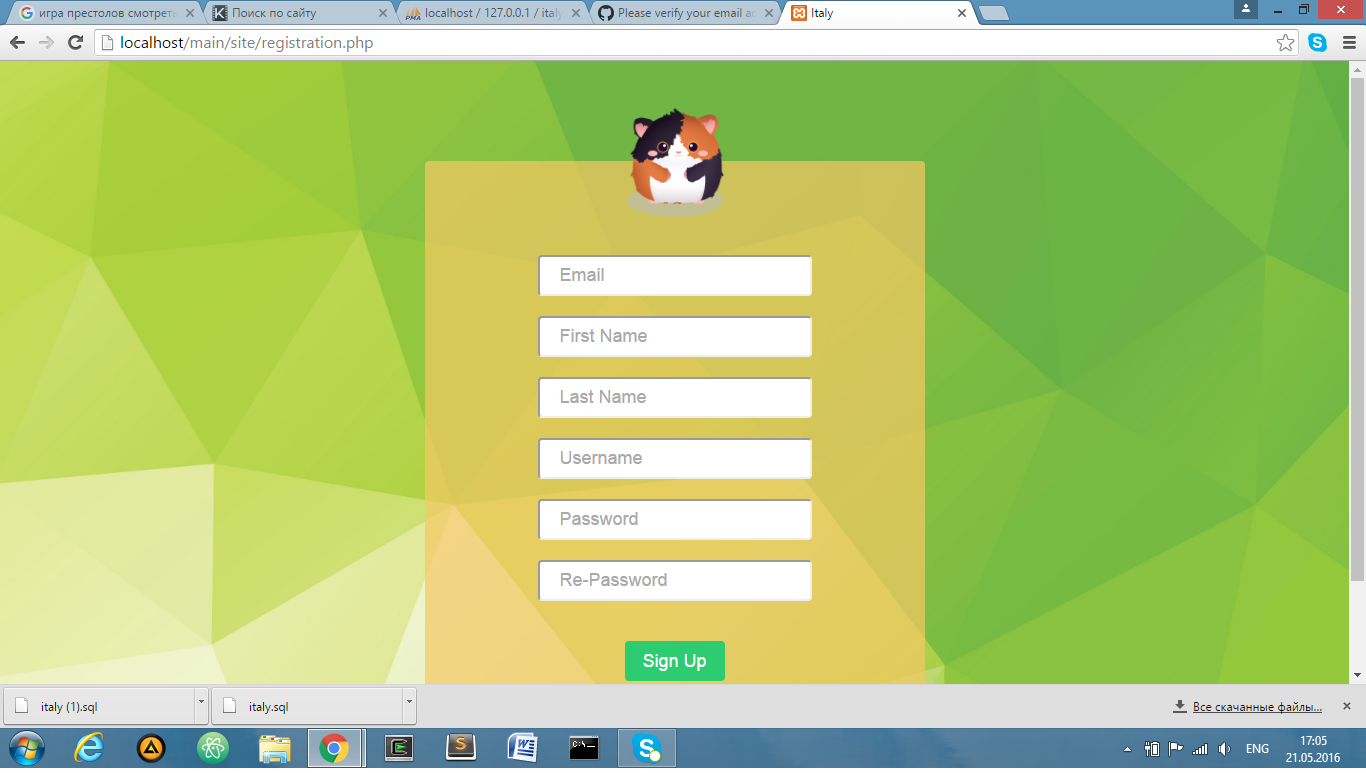 игра престолов смотреть
Поиск по сайту
localhost / 127.0.0.1 / italy
Please verify your email ad
Italy
localhost/main/site/registration.php
Email
First Name
Last Name
Username
Password
Re-Password
Sign Up
italy (1).sql
italy.sql
Все скачанные файлы...
ENG
17:05
21.05.2016